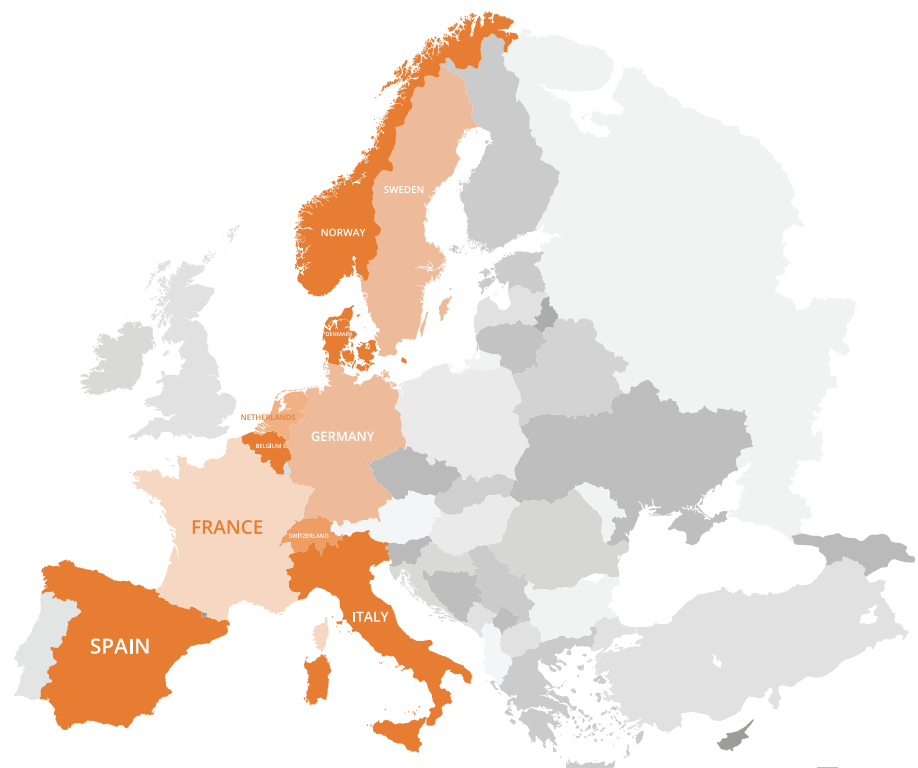 SWEDEN
NORWAY
DENMARK
NETHERLANDS
GERMANY
BELGIUM
FRANCE
SWITZERLAND
ITALY
SPAIN